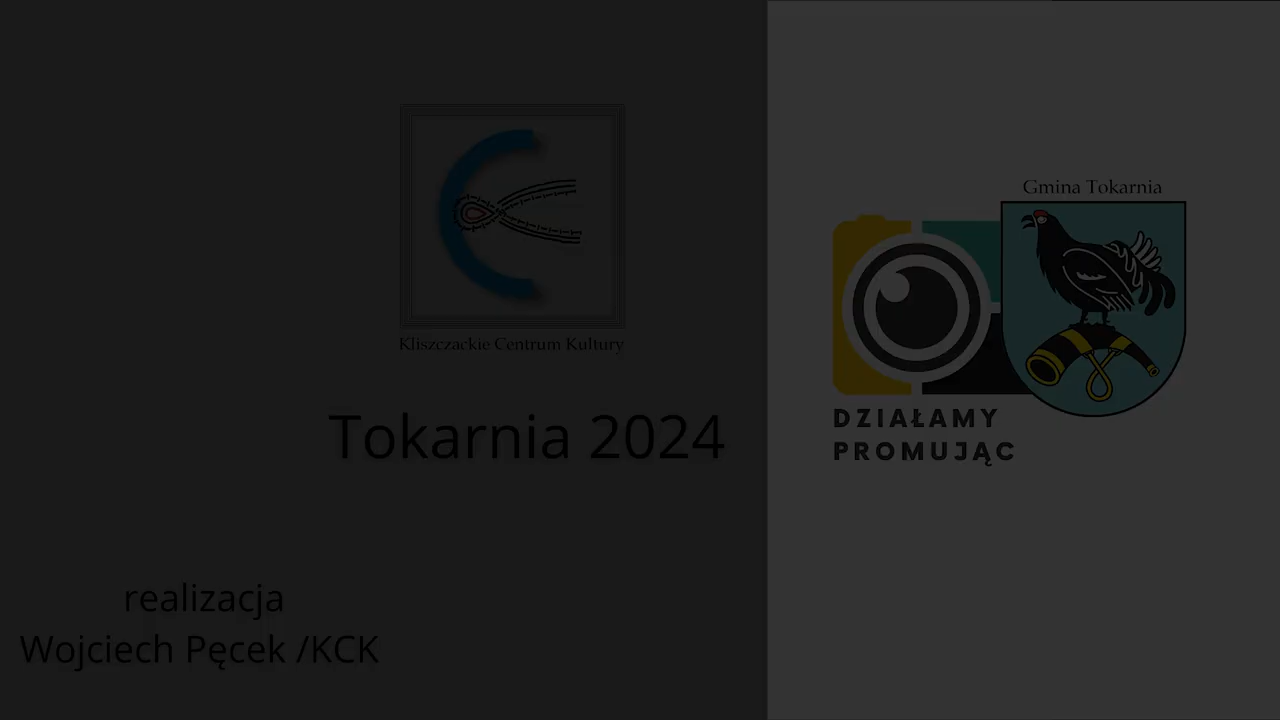 Kliszczackie Centrum Kultury
Tokarnia 2024
realizacja
Wojciech Pęcek /KCK
Gmina Tokarnia
DZIAŁAMY
PROMUJĄC